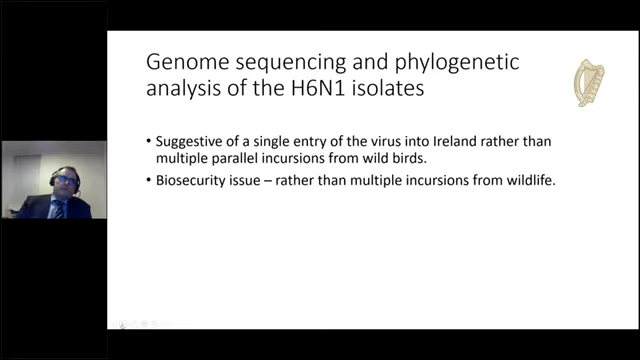 Genome sequencing and phylogenetic
analysis of the H6N1 isolates
• Suggestive of a single entry of the virus into Ireland rather than
multiple parallel incursions from wild birds.
• Biosecurity issue – rather than multiple incursions from wildlife.